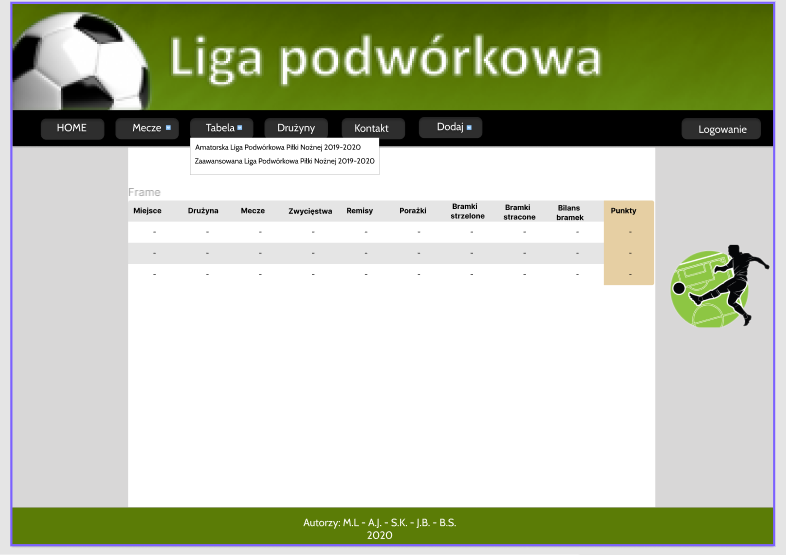 Liga podwórkowa
HOME Mecze Tabela Drużyny Kontakt Dodaj Logowanie
Amatorska Liga Podwórkowa Piłki Nożnej 2019-2020
Zaawansowana Liga Podwórkowa Piłki Nożnej 2019-2020
Frame
Miejsce Drużyna Mecze Zwycięstwa Remisy Porażki Bramki strzelone Bramki stracone Bilans bramek Punkty
- - - - - - - - - -
- - - - - - - - - -
- - - - - - - - - -
Autorzy: M.L - A.J. - S.K. - J.B. - B.S.
2020